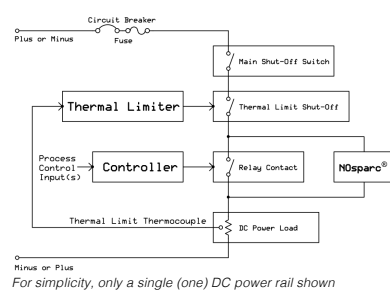 Circuit Breaker
Plus or Minus
Fuse
Main Shut-Off Switch
Thermal Limiter
Thermal Limit Shut-Off
Process
Control
Input(s)
Controller
Relay Contact
NOsparc®
Thermal Limit Thermocouple
DC Power Load
Minus or Plus
For simplicity, only a single (one) DC power rail shown